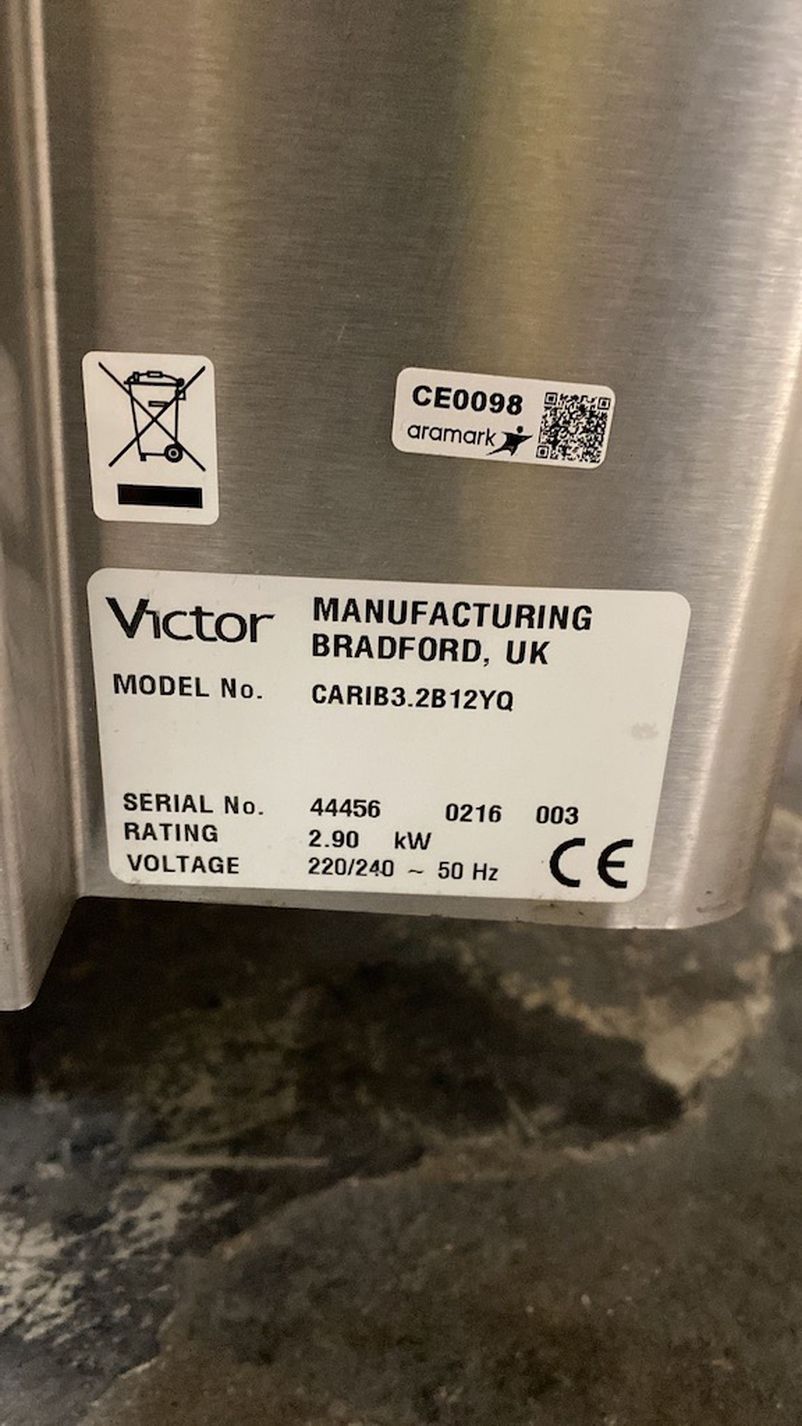 CE0098
aramark
Victor MANUFACTURING
BRADFORD, UK
MODEL No. CARIB3.2B12YQ
SERIAL No. 44456 0216 003
RATING 2.90 kW
VOLTAGE 220/240 ~ 50 Hz
CE